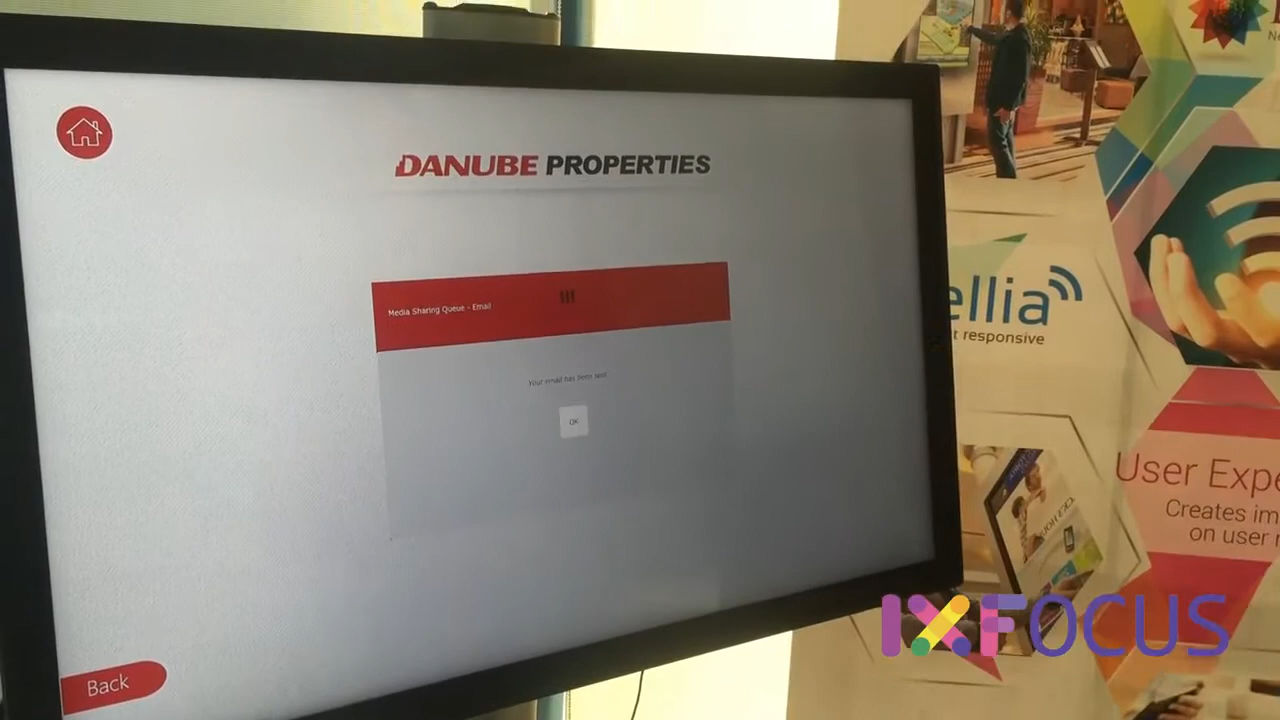 DANUBE PROPERTIES
Media Sharing Queue - Email
Your email has been sent
OK
Back
ellia
t responsive
User Expe
Creates im
on user r
IXFOCUS